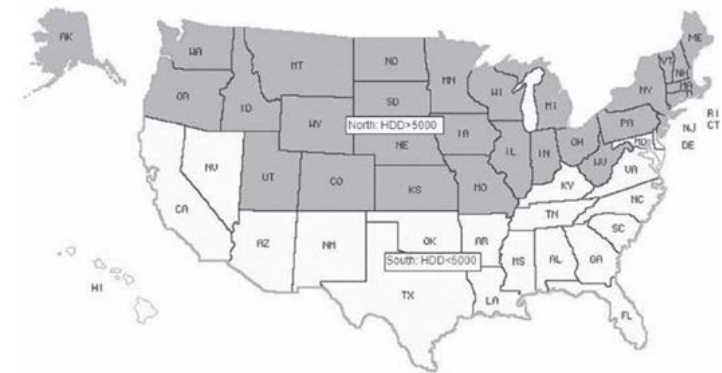 AK
WA
MT
ND
MN
ME
VT
NH
MA
OR
ID
SD
WI
MI
NY
RI
CT
WY
North: HDD>5000
IA
PA
NJ
NE
IL
IN
OH
MD
DE
NV
UT
CO
KS
MO
WV
VA
KY
CA
NC
TN
AZ
NM
OK
AR
SC
MS
AL
GA
South: HDD<5000
HI
TX
LA
FL